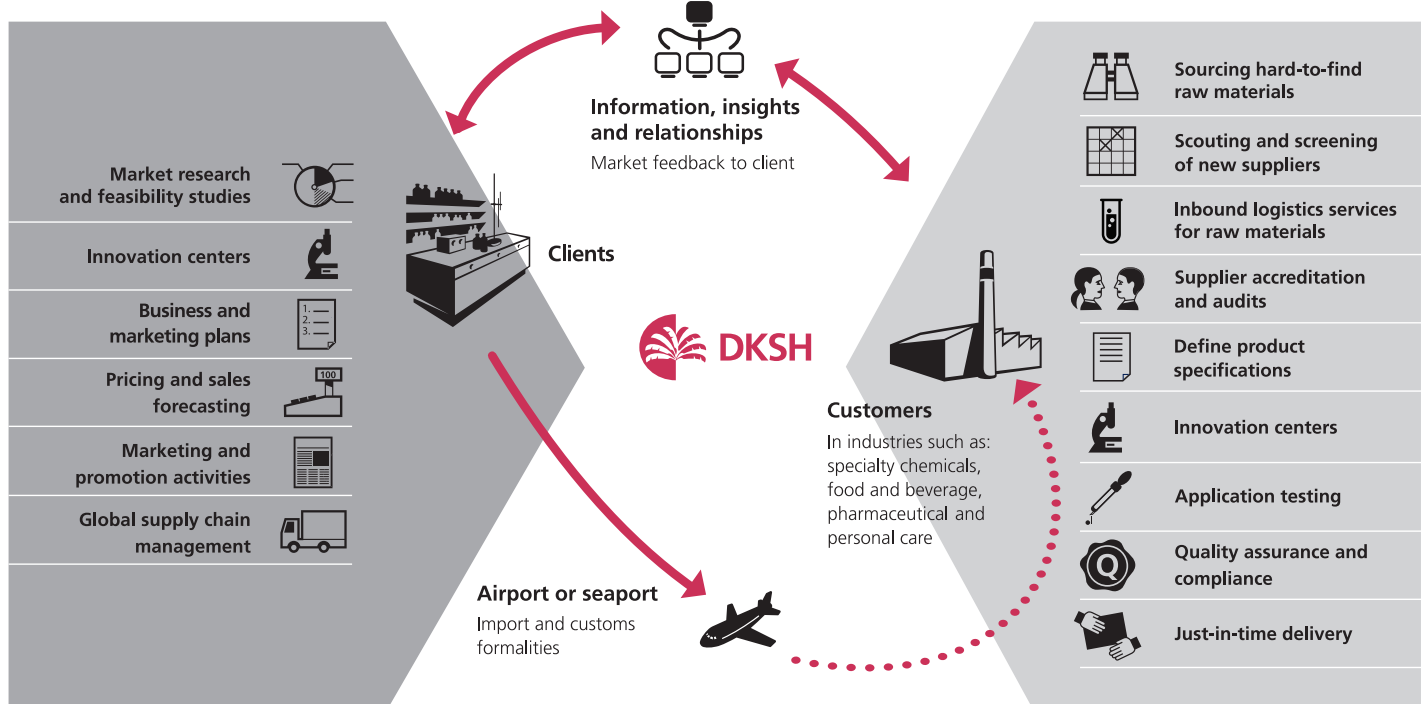 Information, insights
and relationships
Market feedback to client
Market research
and feasibility studies
Innovation centers
1.
2.
3.
Business and
marketing plans
100
Pricing and sales
forecasting
Marketing and
promotion activities
Global supply chain
management
Clients
DKSH
Airport or seaport
Import and customs
formalities
Customers
In industries such as:
specialty chemicals,
food and beverage,
pharmaceutical and
personal care
Sourcing hard-to-find
raw materials
Scouting and screening
of new suppliers
Inbound logistics services
for raw materials
Supplier accreditation
and audits
Define product
specifications
Innovation centers
Application testing
Q
Quality assurance and
compliance
Just-in-time delivery